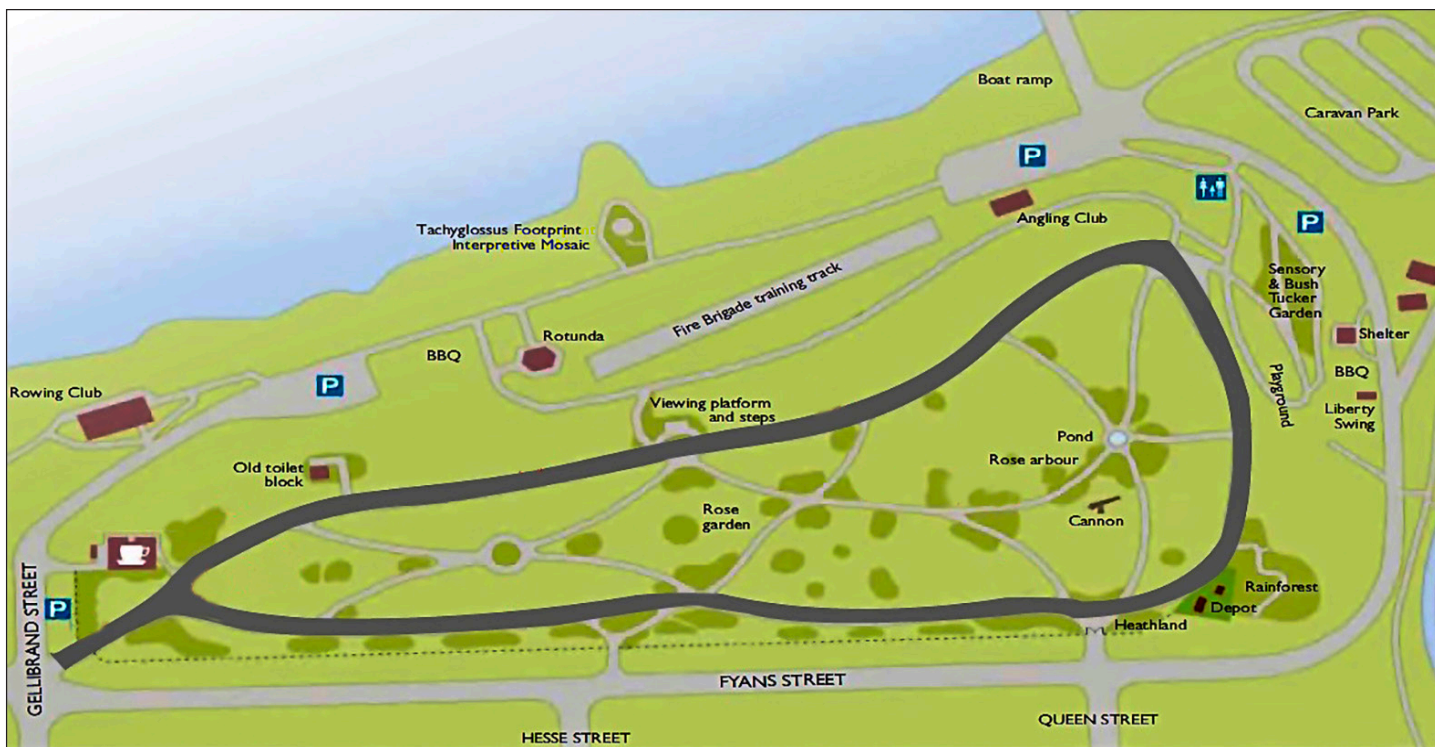 Boat ramp
Caravan Park
P
Tachyglossus Footprint
Interpretive Mosaic
Angling Club
P
Fire Brigade training track
Sensory
& Bush
Tucker
Garden
Rotunda
Shelter
BBQ
BBQ
P
Rowing Club
Playground
Viewing platform
and steps
Liberty
Swing
Pond
Old toilet
block
Rose arbour
Rose
garden
Cannon
Rainforest
P
Depot
Heathland
GELLIBRAND STREET
FYANS STREET
QUEEN STREET
HESSE STREET